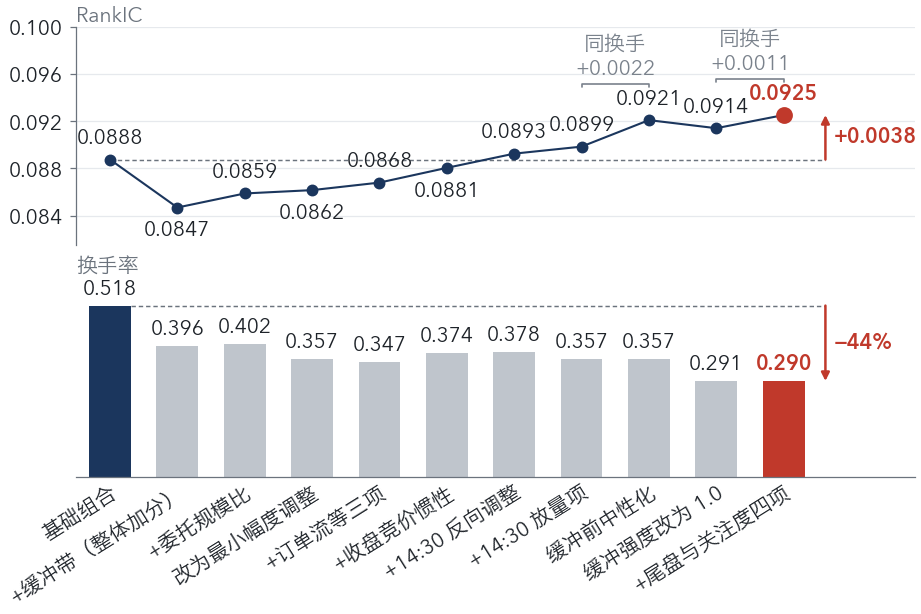 RankIC
0.100
0.096
0.092
0.088
0.084
同换手
+0.0022
同换手
+0.0011
0.0888
0.0847
0.0859
0.0862
0.0868
0.0881
0.0893
0.0899
0.0921
0.0914
0.0925
+0.0038
换手率
0.518
0.396
0.402
0.357
0.347
0.374
0.378
0.357
0.357
0.291
0.290
−44%
基础组合
+缓冲带（整体加分）
+委托规模比
改为最小幅度调整
+订单流等三项
+收盘竞价惯性
+14:30 反向调整
+14:30 放量项
缓冲前中性化
缓冲强度改为 1.0
+尾盘与关注度四项